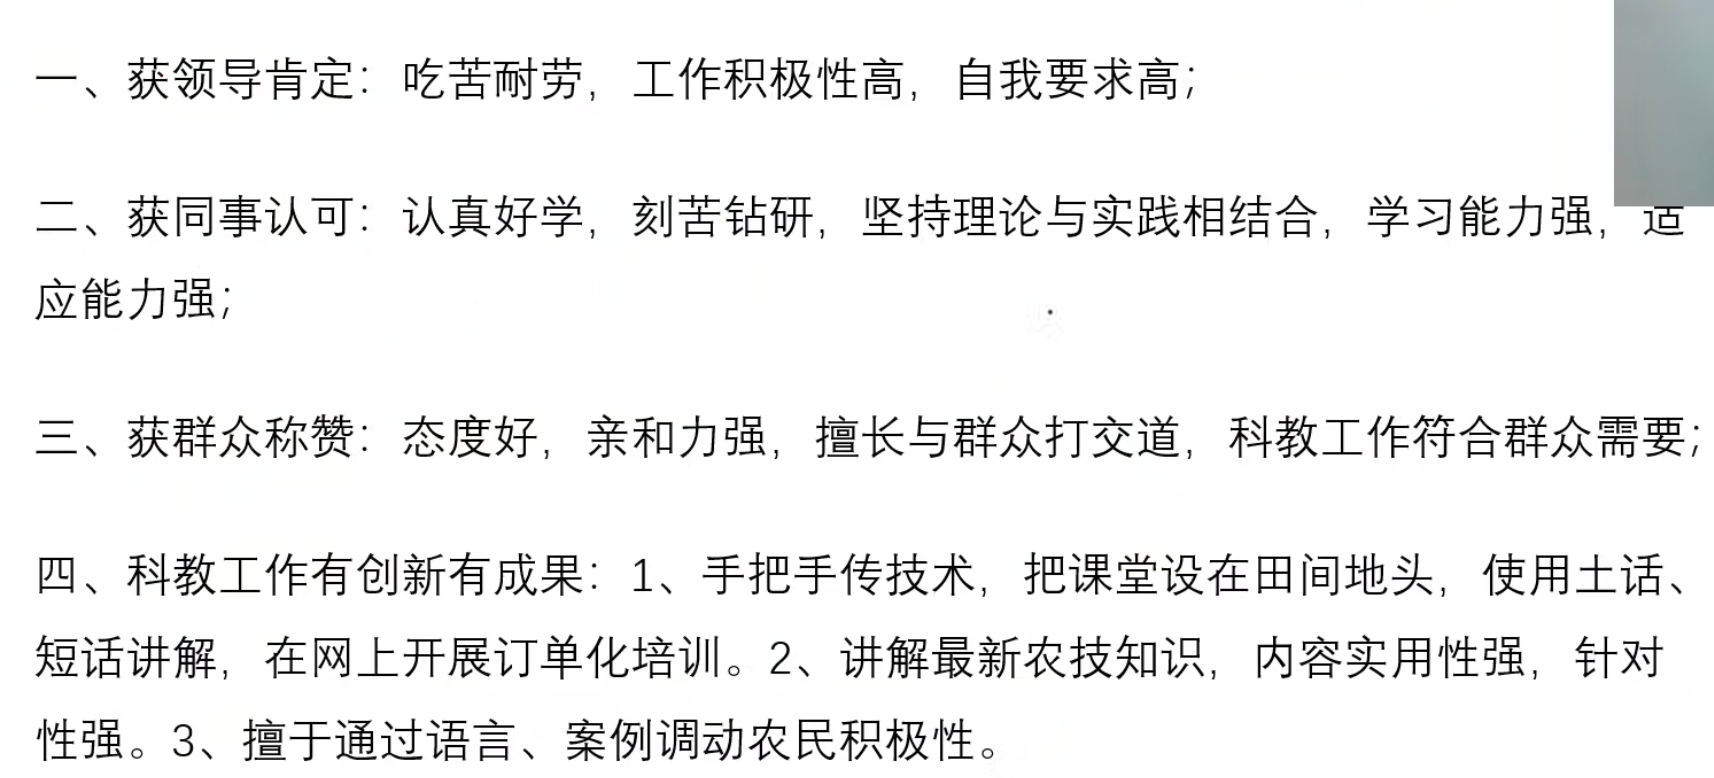 一、获领导肯定：吃苦耐劳，工作积极性高，自我要求高；
二、获同事认可：认真好学，刻苦钻研，坚持理论与实践相结合，学习能力强，适
应能力强；
三、获群众称赞：态度好，亲和力强，擅长与群众打交道，科教工作符合群众需要；
四、科教工作有创新有成果：1、手把手传技术，把课堂设在田间地头，使用土话、
短话讲解，在网上开展订单化培训。2、讲解最新农技知识，内容实用性强，针对
性强。3、擅于通过语言、案例调动农民积极性。